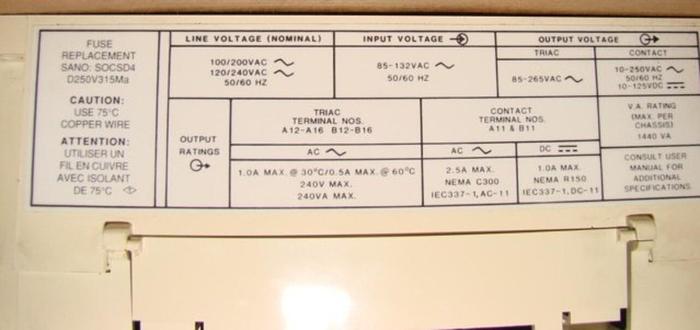 FUSE
REPLACEMENT
SANO: SOCSD4
D250V315Ma
CAUTION:
USE 75°C
COPPER WIRE
ATTENTION:
UTILISER UN
FIL EN CUIVRE
AVEC ISOLANT
DE 75°C
LINE VOLTAGE (NOMINAL)
100/200VAC
120/240VAC
50/60 HZ
INPUT VOLTAGE
85-132VAC
50/60 HZ
OUTPUT VOLTAGE
TRIAC
85-265VAC
CONTACT
10-250VAC
50/60 HZ
10-125VDC
OUTPUT
RATINGS
TRIAC
TERMINAL NOS.
A12-A16 B12-B16
AC
1.0A MAX. @ 30°C/0.5A MAX. @ 60°C
240V MAX.
240VA MAX.
CONTACT
TERMINAL NOS.
A11 & B11
AC
2.5A MAX.
NEMA C300
IEC337-1, AC-11
DC
1.0A MAX.
NEMA R150
IEC337-1, DC-11
V.A. RATING
(MAX. PER
CHASSIS)
1440 VA
CONSULT USER
MANUAL FOR
ADDITIONAL
SPECIFICATIONS